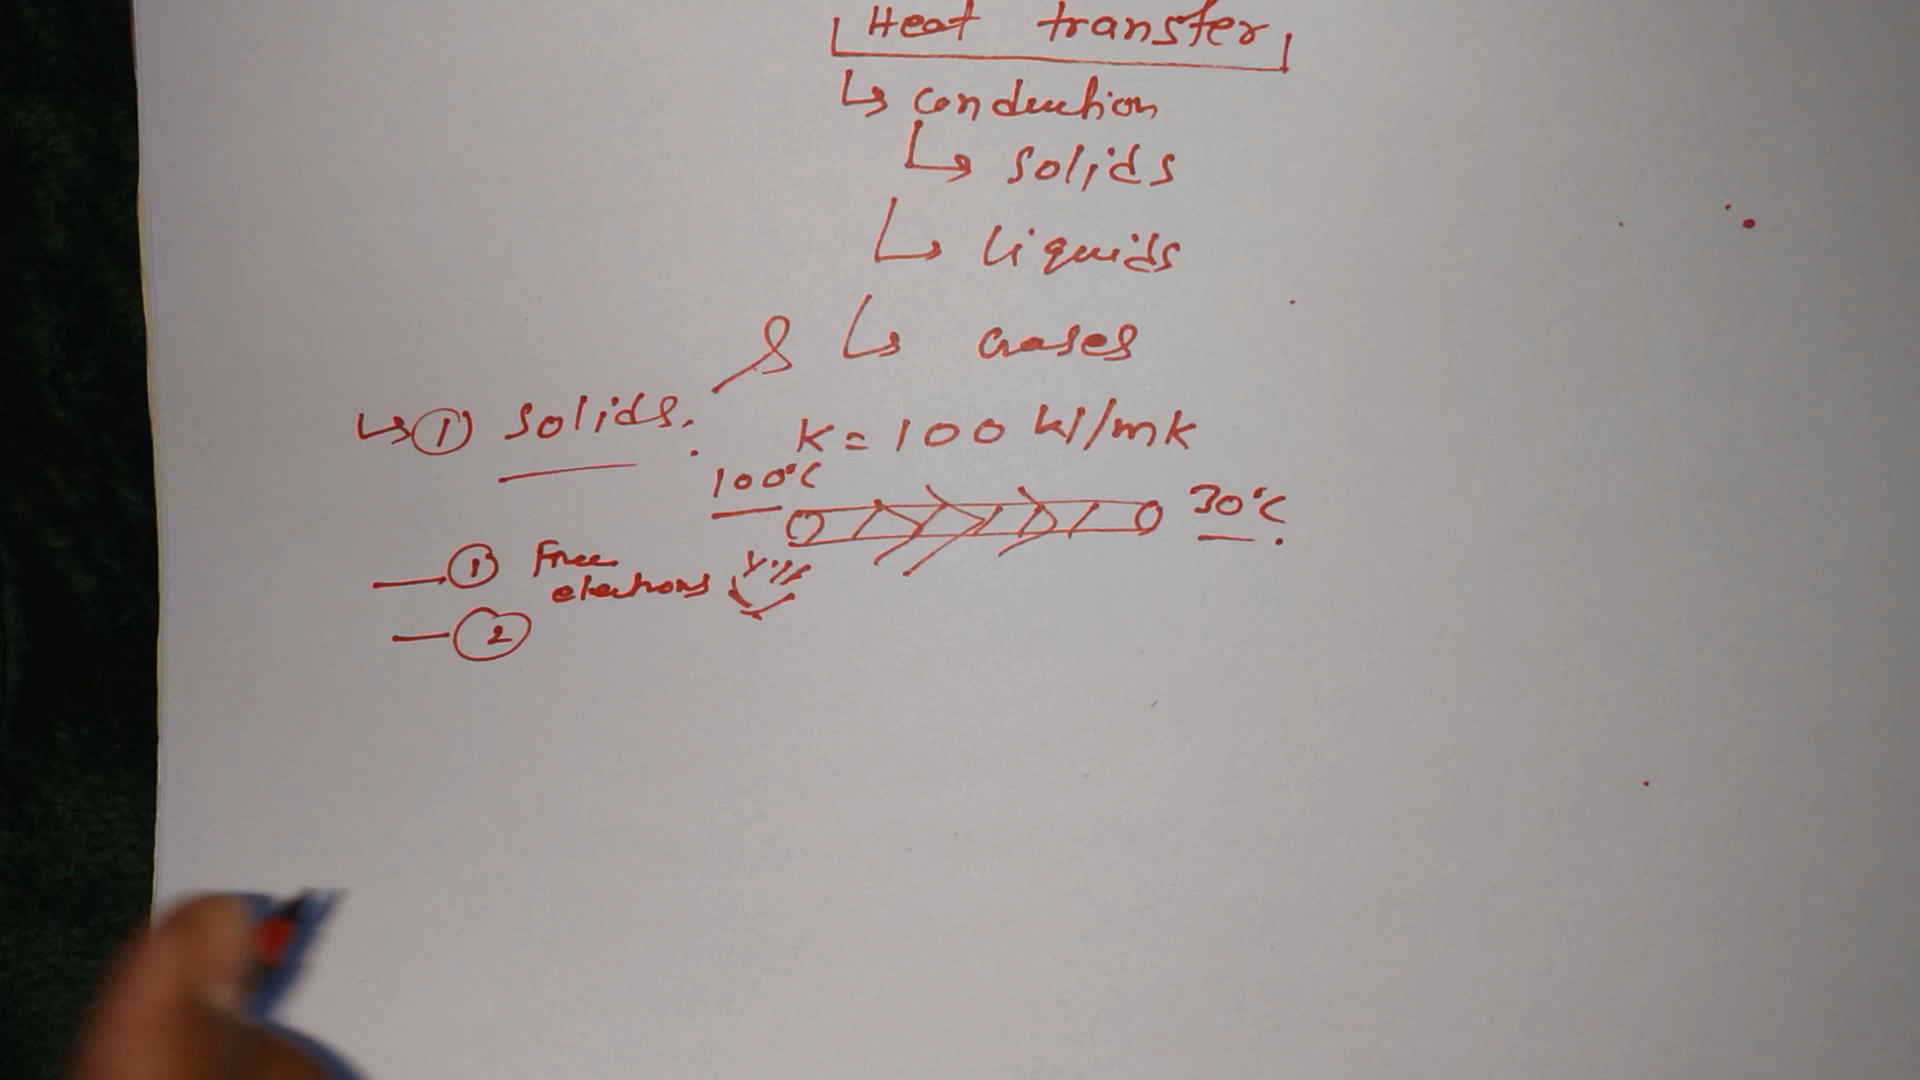 Heat transfer
↳ conduction
↳ solids
↳ liquids
↳ Gases
↳ ① solids.
K = 100 W/mK
100°C
30°C
① Free
electrons
②